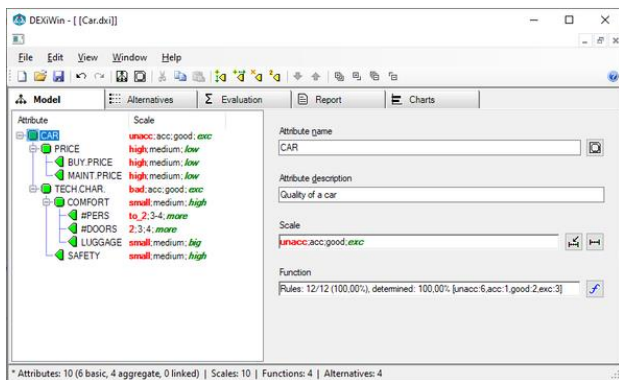 DEXiWin - [ [Car.dxi]]
File Edit View Window Help
Model Alternatives Σ Evaluation Report Charts
Attribute Scale
CAR unacc;acc;good;exc
PRICE high;medium;low
BUY.PRICE high;medium;low
MAINT.PRICE high;medium;low
TECH.CHAR. bad;acc;good;exc
COMFORT small;medium;high
#PERS to_2;3-4;more
#DOORS 2;3;4;more
LUGGAGE small;medium;big
SAFETY small;medium;high
Attribute name
CAR
Attribute description
Quality of a car
Scale
unacc;acc;good;exc
Function
Rules: 12/12 (100,00%), determined: 100,00% [unacc:6,acc:1,good:2,exc:3]
* Attributes: 10 (6 basic, 4 aggregate, 0 linked) | Scales: 10 | Functions: 4 | Alternatives: 4